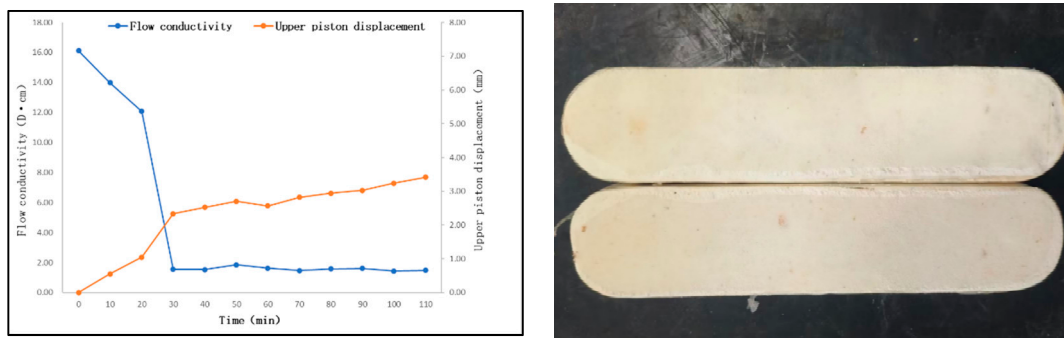 Flow conductivity Upper piston displacement
18.00 8.00
16.00 7.00
14.00 6.00
12.00 5.00
10.00 4.00
8.00 3.00
6.00 2.00
4.00 1.00
2.00 0.00
0.00
Flow conductivity (D·cm)
Upper piston displacement (mm)
0 10 20 30 40 50 60 70 80 90 100 110
Time (min)